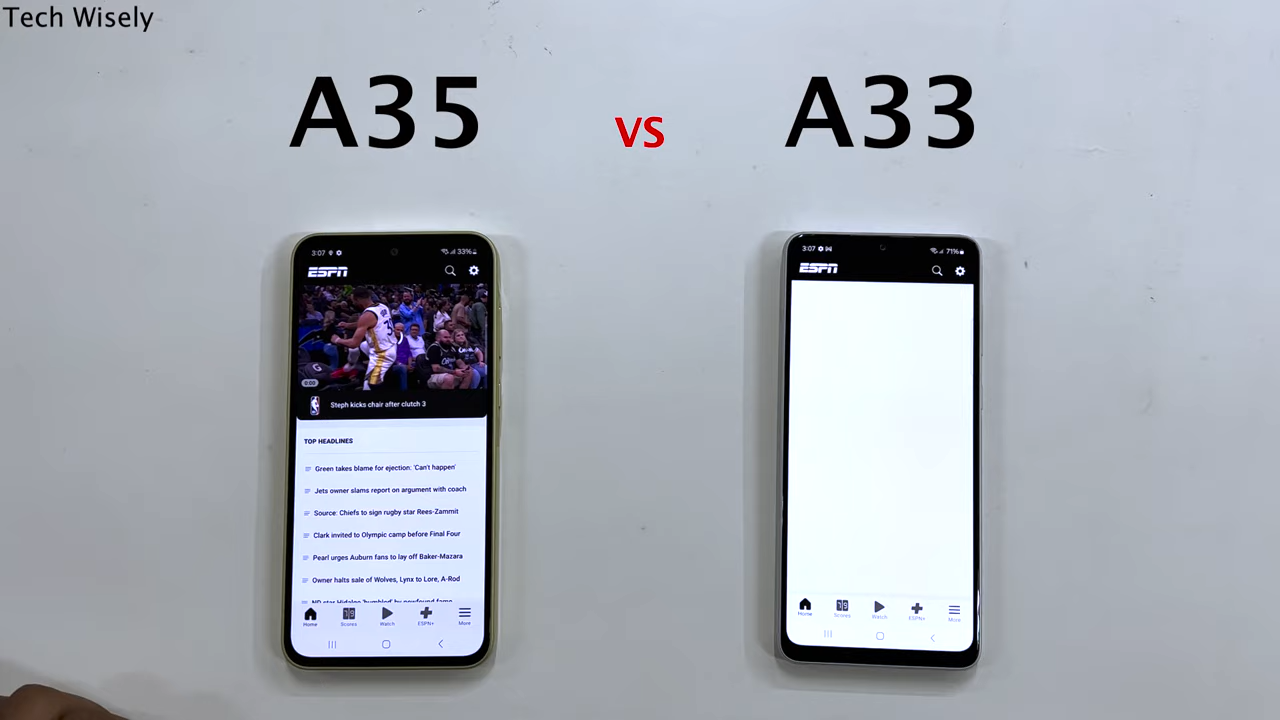 Tech Wisely
A35 vs A33
3:07 33%
ESPN
0:00
Steph kicks chair after clutch 3
TOP HEADLINES
Green takes blame for ejection: 'Can't happen'
Jets owner slams report on argument with coach
Source: Chiefs to sign rugby star Rees-Zammit
Clark invited to Olympic camp before Final Four
Pearl urges Auburn fans to lay off Baker-Mazara
Owner halts sale of Wolves, Lynx to Lore, A-Rod
Home Scores Watch ESPN+ More
3:07 71%
ESPN
Home Scores Watch ESPN+ More